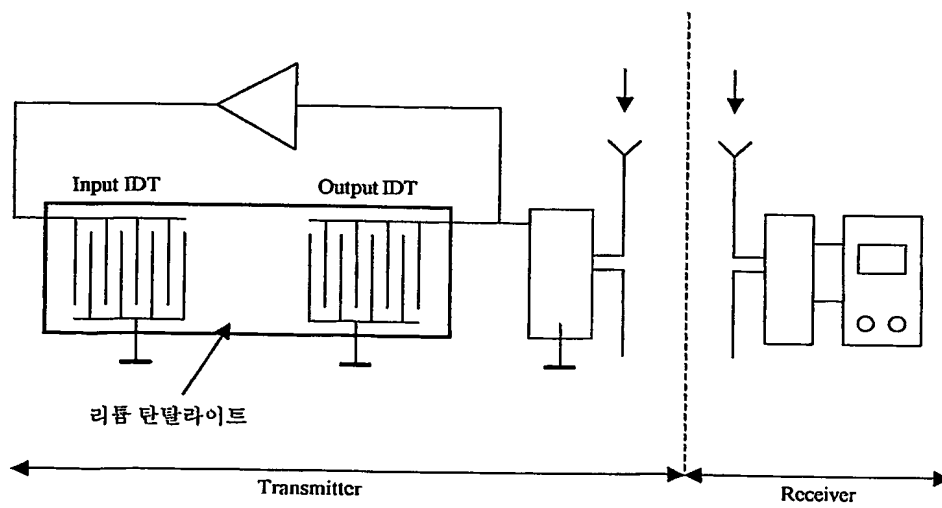 Input IDT
Output IDT
리튬 탄탈라이트
Transmitter
Receiver